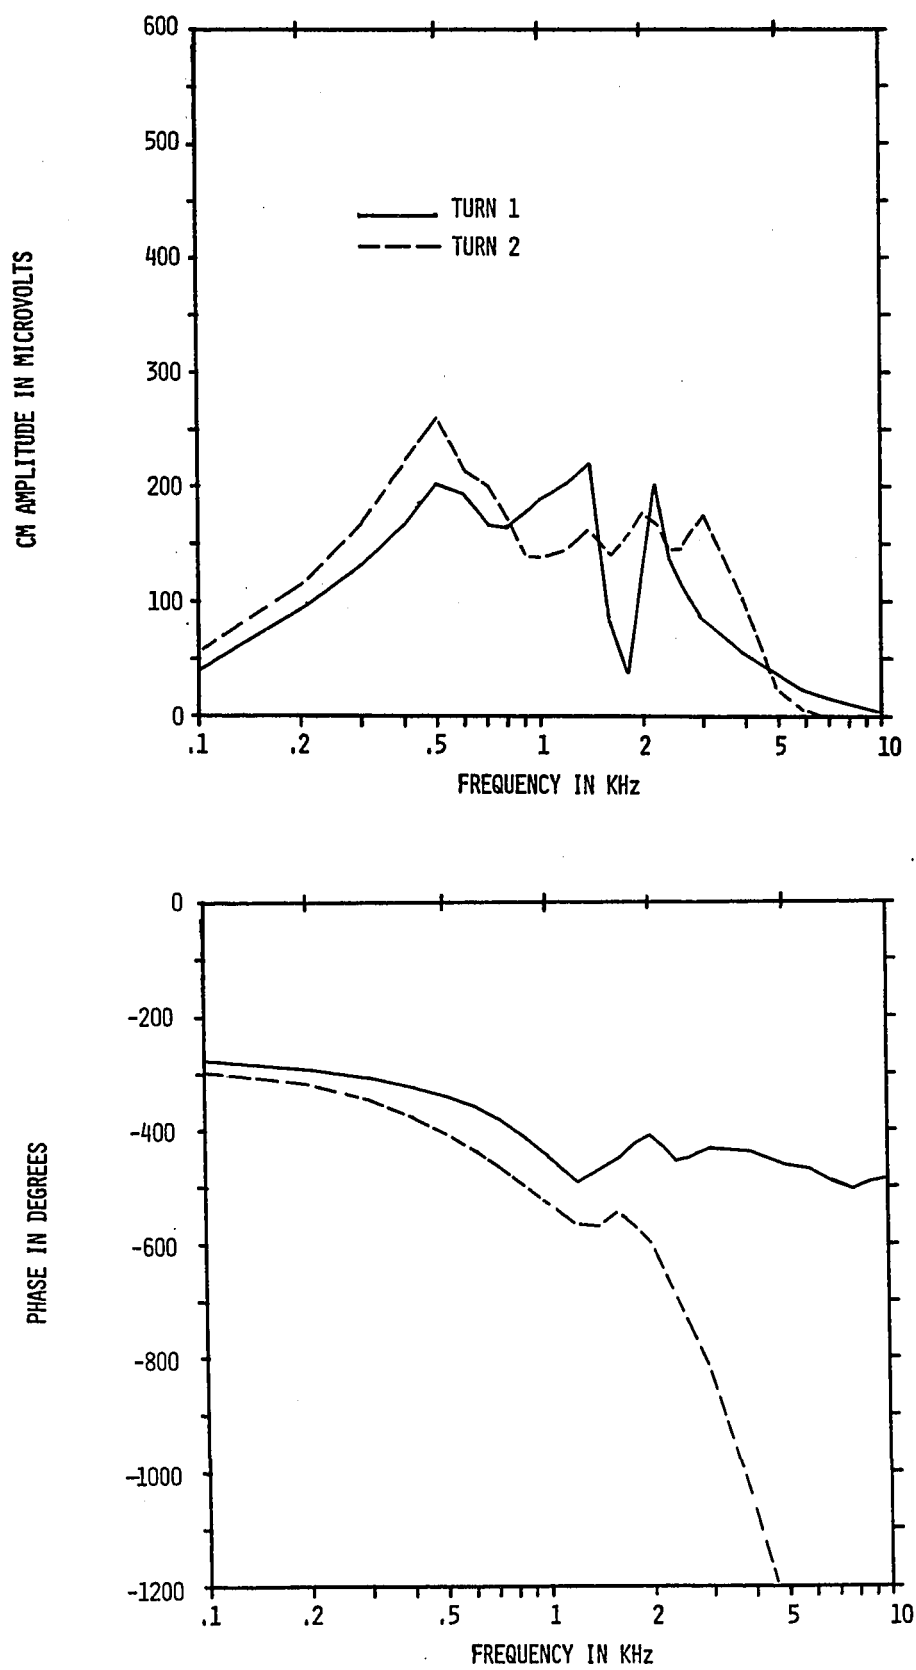 600
500
400
300
200
100
0
CM AMPLITUDE IN MICROVOLTS
TURN 1
TURN 2
.1 .2 .5 1 2 5 10
FREQUENCY IN KHz
0
-200
-400
-600
-800
-1000
-1200
PHASE IN DEGREES
.1 .2 .5 1 2 5 10
FREQUENCY IN KHz